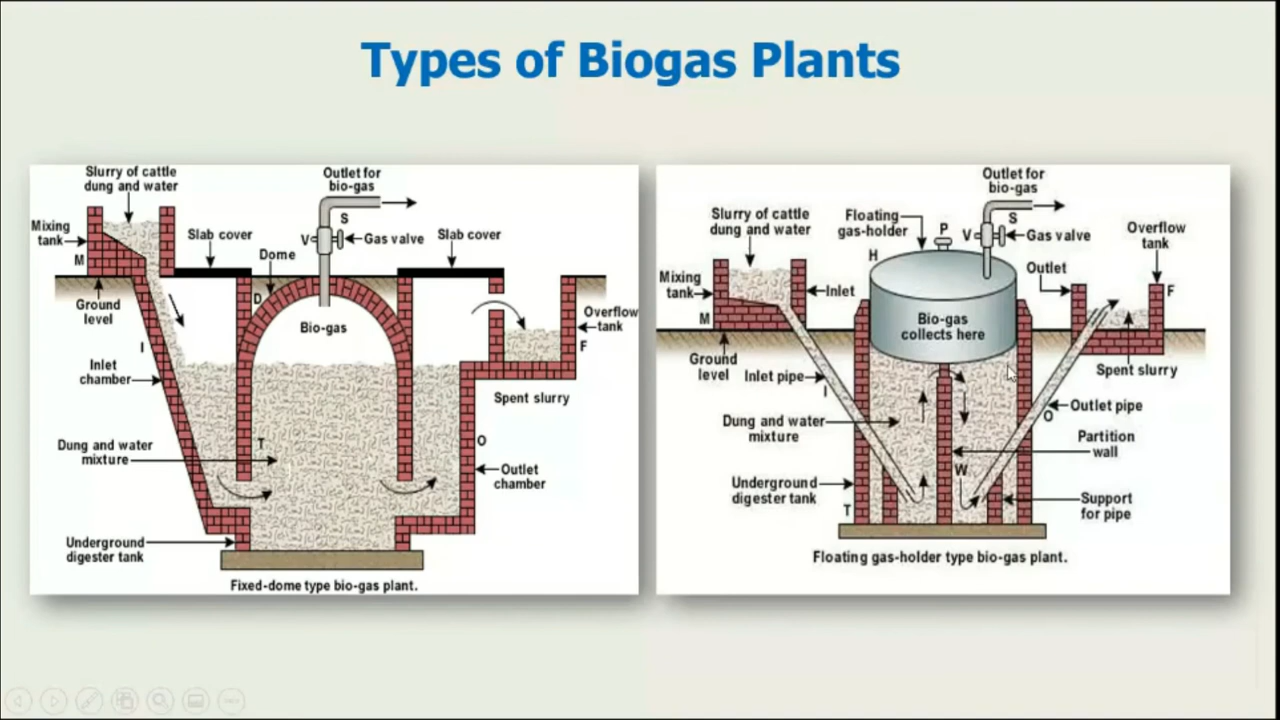 Types of Biogas Plants
Slurry of cattle
dung and water
Outlet for
bio-gas
S
Mixing
tank
M
Slab cover
V
Gas valve
Slab cover
Dome
D
Ground
level
Bio-gas
Overflow
tank
F
I
Inlet
chamber
Spent slurry
Dung and water
mixture
T
O
Outlet
chamber
Underground
digester tank
Fixed-dome type bio-gas plant.
Outlet for
bio-gas
Slurry of cattle
dung and water
Floating
gas-holder
P
S
V
Gas valve
Overflow
tank
H
Mixing
tank
M
Inlet
Outlet
F
Bio-gas
collects here
Ground
level
Inlet pipe
I
Spent slurry
Outlet pipe
O
Dung and water
mixture
Partition
wall
W
Underground
digester tank
T
Support
for pipe
Floating gas-holder type bio-gas plant.